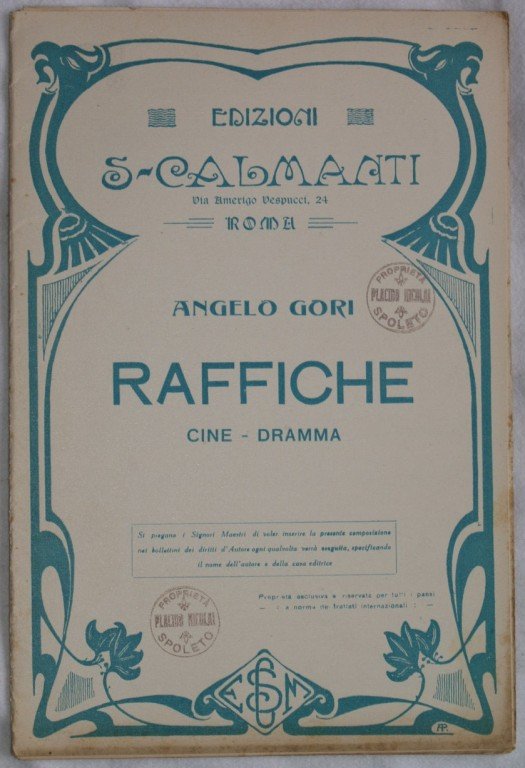 EDIZIONI
S-CALMANTI
Via Amerigo Vespucci, 24
ROMA
PROPRIETÀ
PLACIDO NICOLAI
SPOLETO
ANGELO GORI
RAFFICHE
CINE - DRAMMA
Si pregano i Signori Maestri di voler inserire la presente composizione
nei bollettini dei diritti d'Autore ogni qualvolta verrà eseguita, specificando
il nome dell'autore e della casa editrice
Proprietà esclusiva e riservata per tutti i paesi
a norma dei trattati internazionali
PROPRIETÀ
PLACIDO NICOLAI
SPOLETO
ESCM
AP